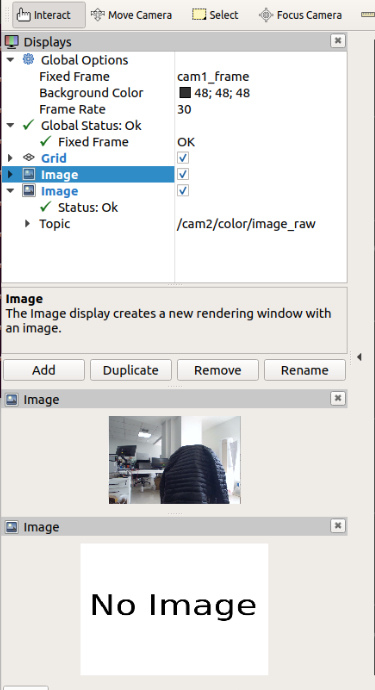 Interact Move Camera Select Focus Camera
Displays
Global Options
Fixed Frame cam1_frame
Background Color 48; 48; 48
Frame Rate 30
Global Status: Ok
Fixed Frame OK
Grid
Image
Image
Status: Ok
Topic /cam2/color/image_raw
Image
The Image display creates a new rendering window with
an image.
Add Duplicate Remove Rename
Image
Image
No Image